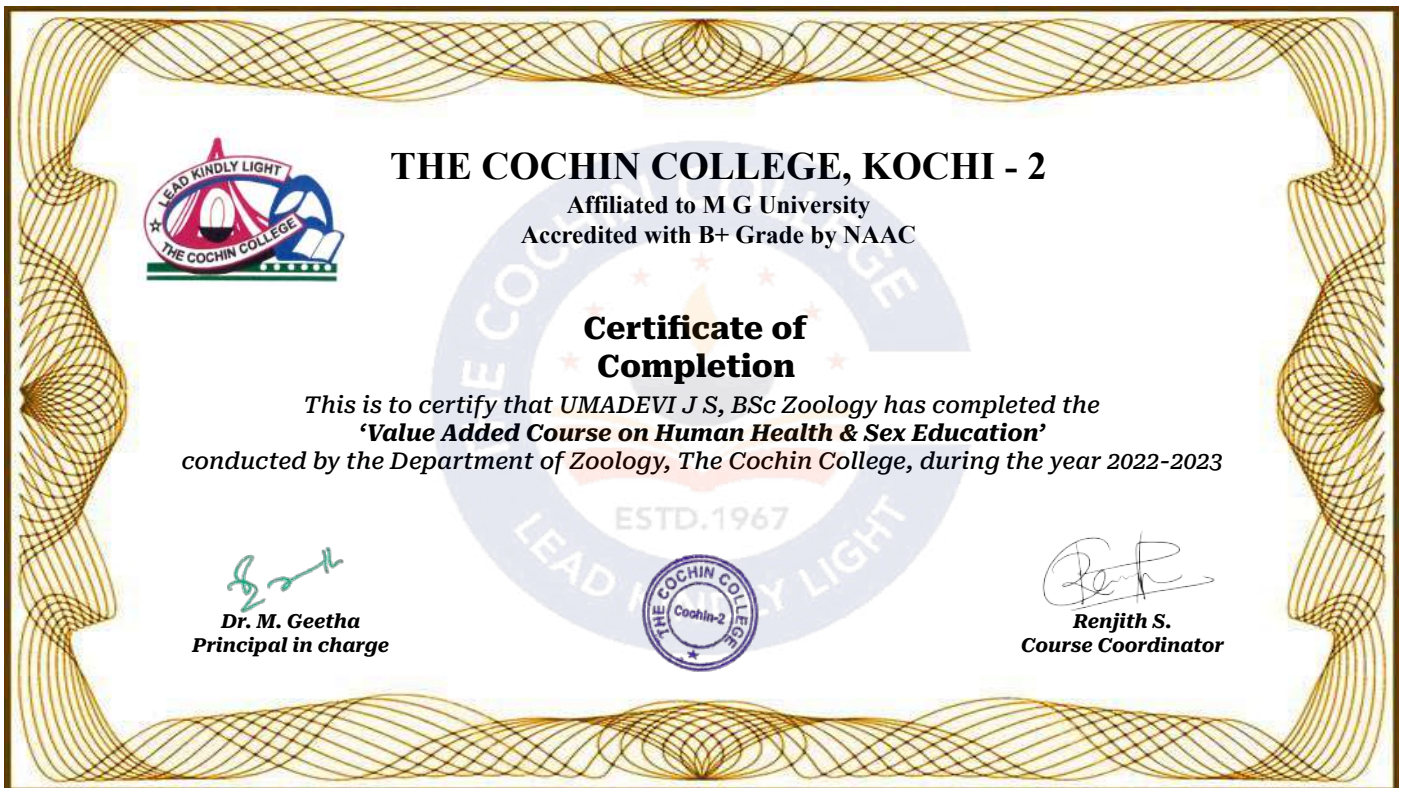 LEAD KINDLY LIGHT
THE COCHIN COLLEGE
THE COCHIN COLLEGE, KOCHI - 2
Affiliated to M G University
Accredited with B+ Grade by NAAC
THE COCHIN COLLEGE
Certificate of
Completion
This is to certify that UMADEVI J S, BSc Zoology has completed the
‘Value Added Course on Human Health & Sex Education’
conducted by the Department of Zoology, The Cochin College, during the year 2022-2023
ESTD.1967
LEAD KINDLY LIGHT
Dr. M. Geetha
Principal in charge
THE COCHIN COLLEGE
Cochin-2
Renjith S.
Course Coordinator